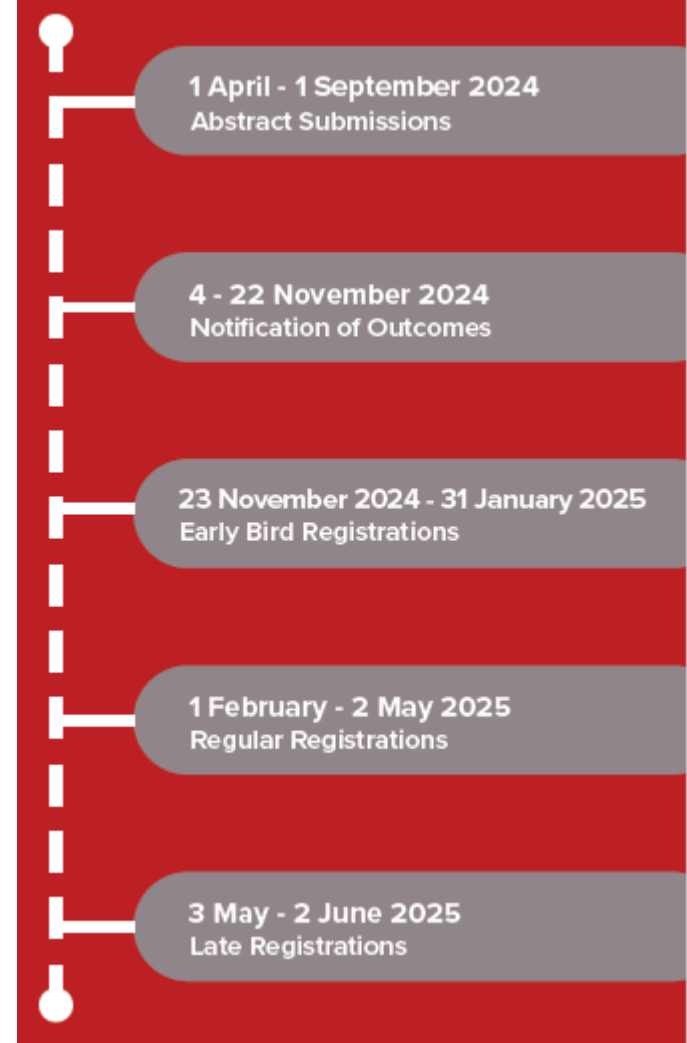 1 April - 1 September 2024
Abstract Submissions
4 - 22 November 2024
Notification of Outcomes
23 November 2024 - 31 January 2025
Early Bird Registrations
1 February - 2 May 2025
Regular Registrations
3 May - 2 June 2025
Late Registrations